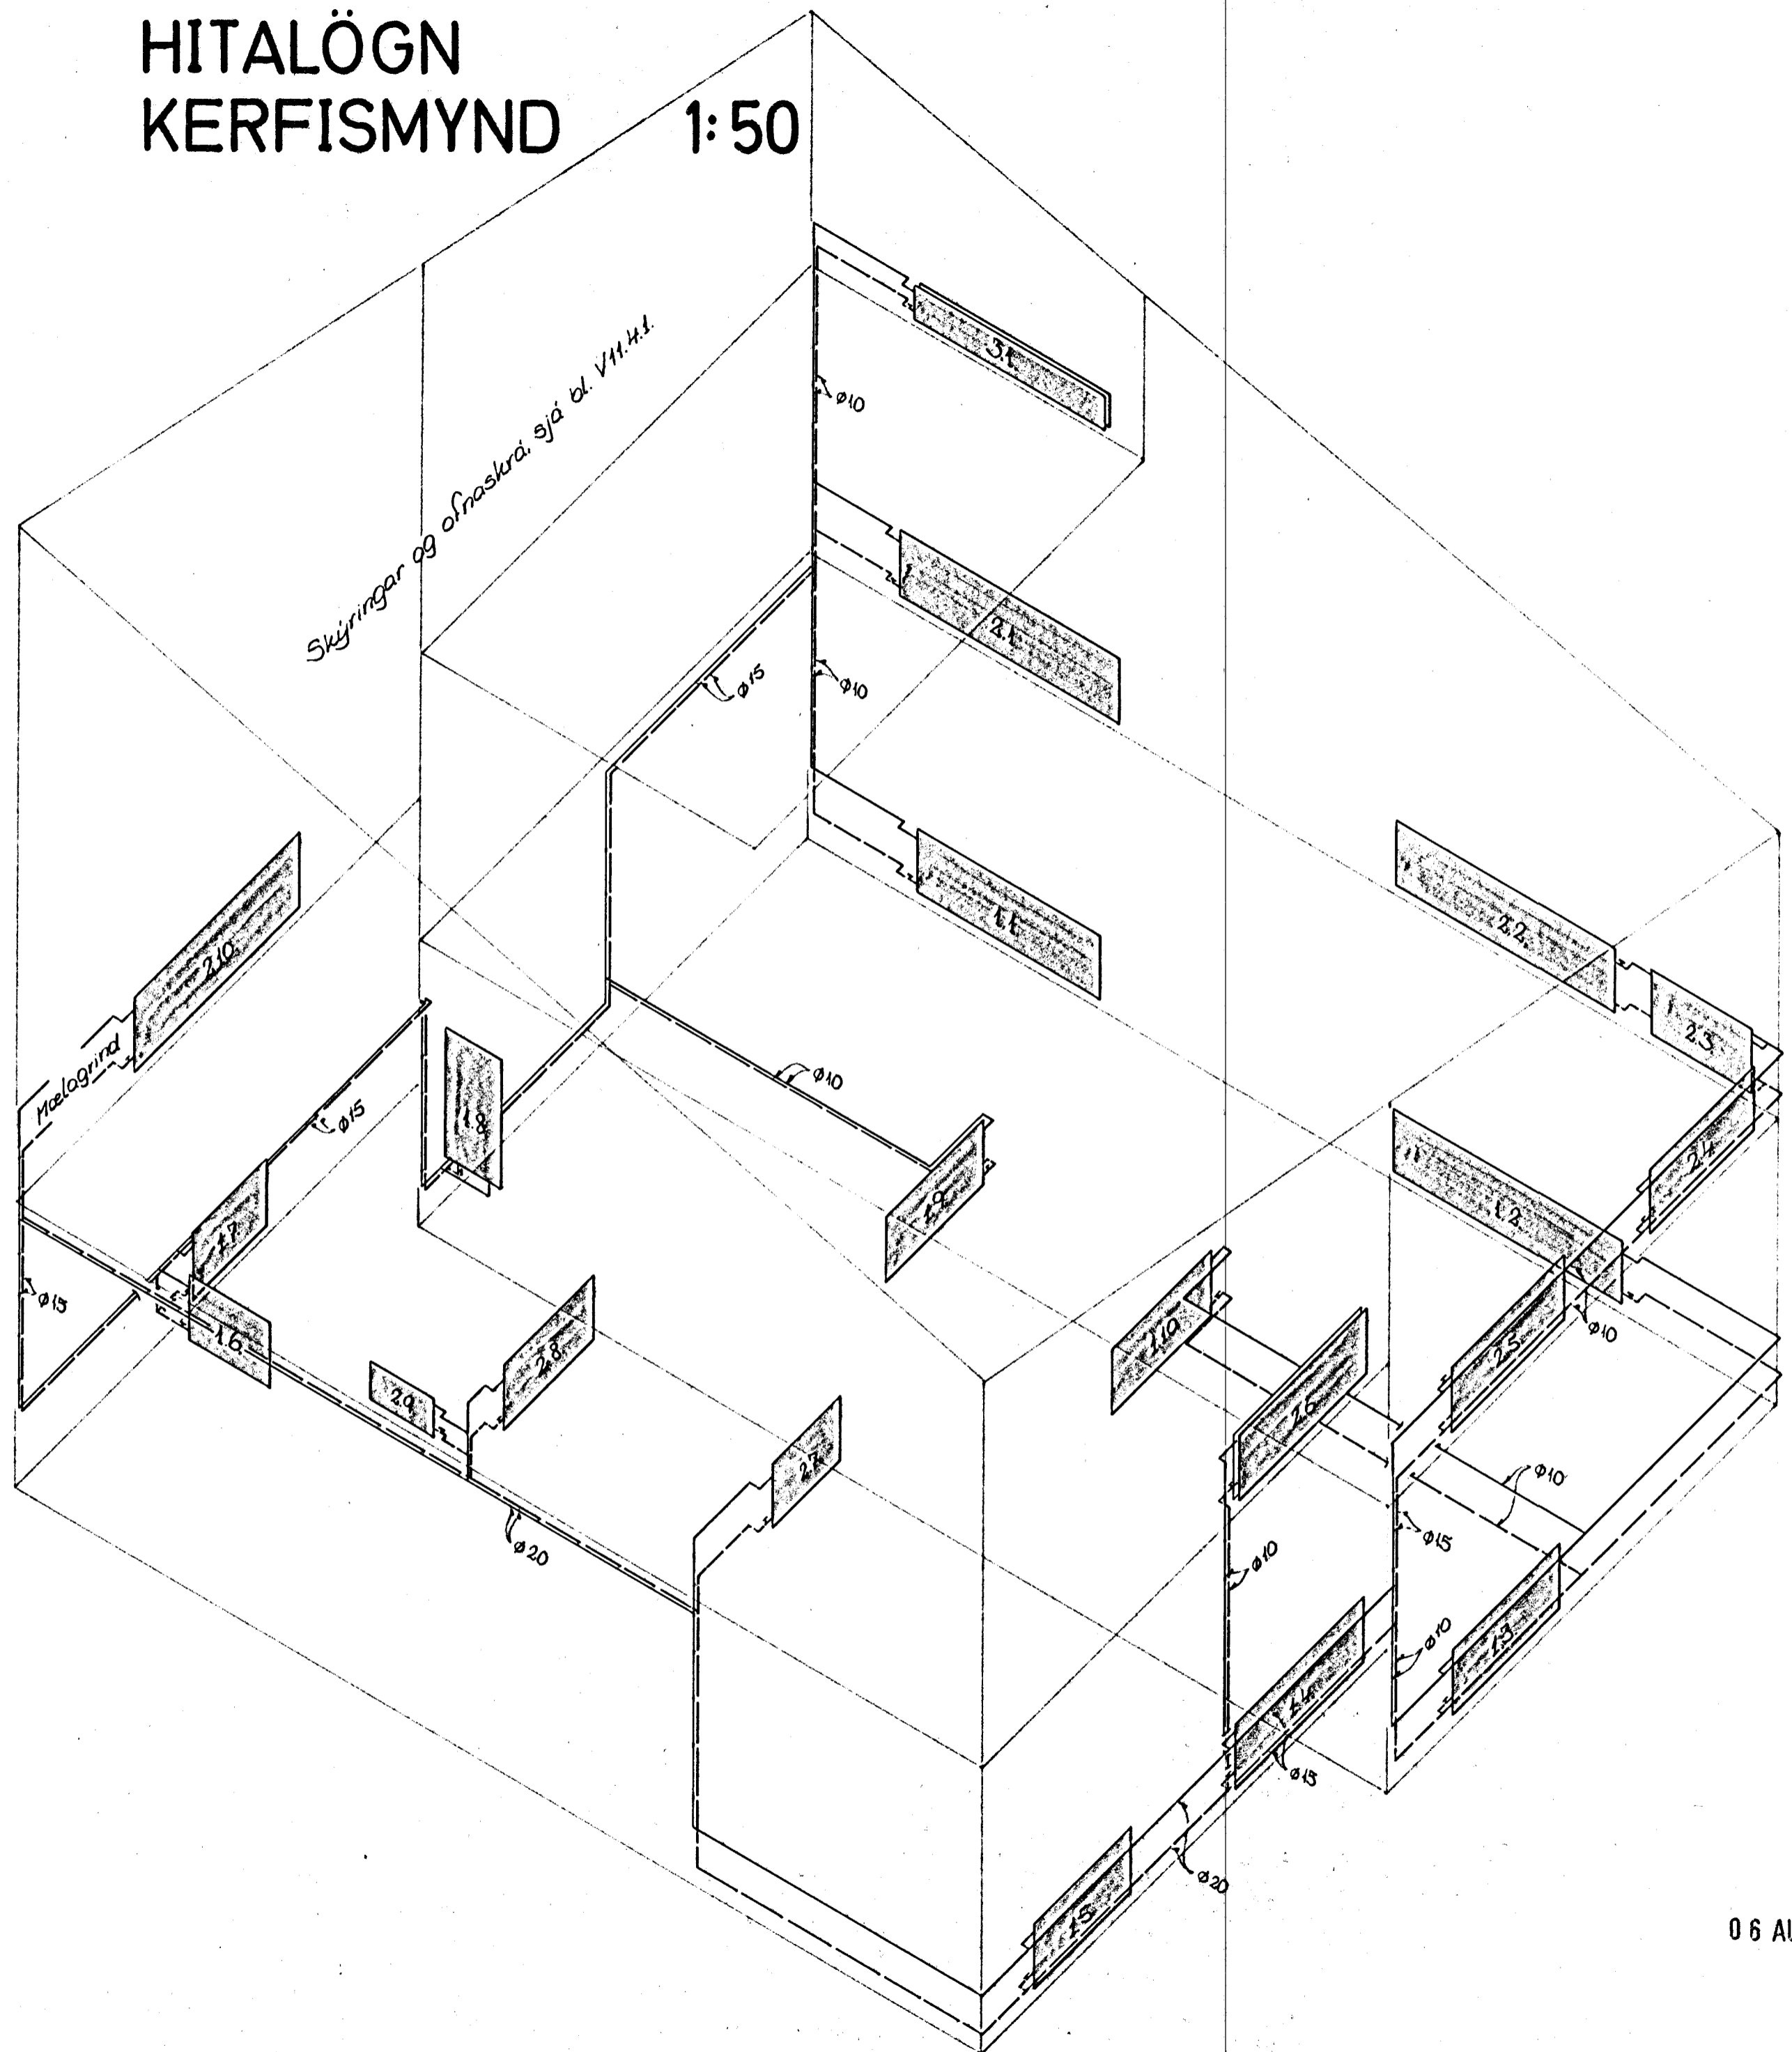 HITALÖGN
KERFISMYND 1:50
Skýringar og ofnaskrá, sjá bl. V11.4.1.
3.1
ø10
2.1
ø15
ø10
1.1
2.2
2.3
2.10
Mælagrind
ø15
1.8
ø10
2.4
1.9
1.2
1.7
ø15
1.6
2.8
2.9
1.10
2.5
ø10
2.6
2.7
ø20
ø10
ø15
ø10
ø10
1.3
1.4
ø15
ø20
1.5
06 AU